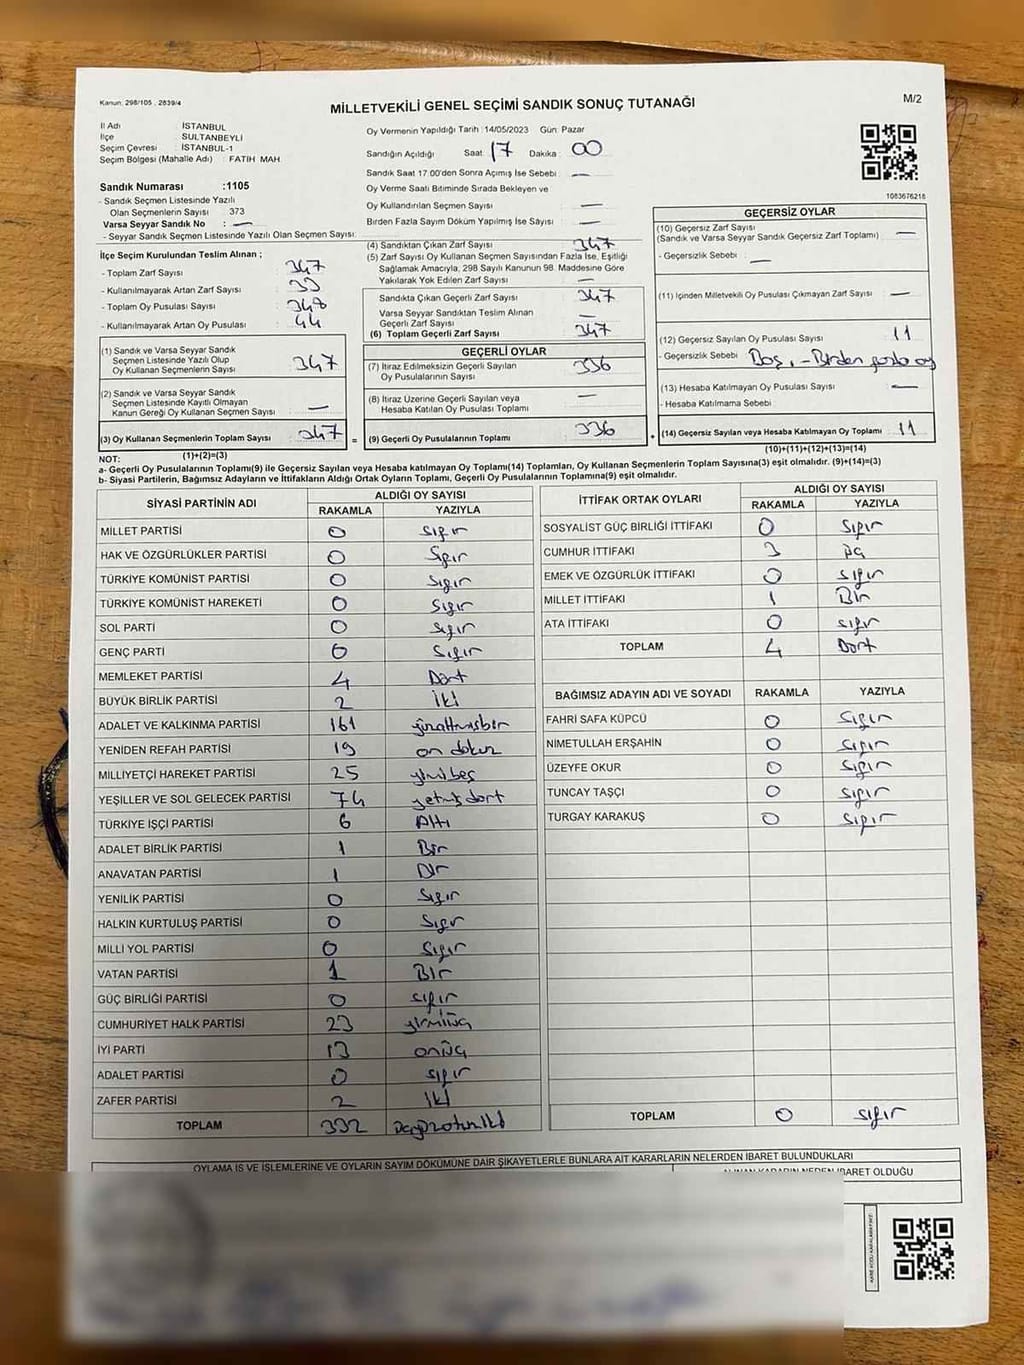 Kanun, 298/105 , 2839/4
MİLLETVEKİLİ GENEL SEÇİMİ SANDIK SONUÇ TUTANAĞI
M/2
İl Adı İSTANBUL
İlçe SULTANBEYLİ
Seçim Çevresi : İSTANBUL-1
Seçim Bölgesi (Mahalle Adı) : FATIH MAH.
Sandık Numarası :1105
- Sandık Seçmen Listesinde Yazılı
Olan Seçmenlerin Sayısı : 373
Varsa Seyyar Sandık No : —
- Seyyar Sandık Seçmen Listesinde Yazılı Olan Seçmen Sayısı:
Oy Vermenin Yapıldığı Tarih :14/05/2023 Gün: Pazar
Sandığın Açıldığı Saat: 17 Dakika : 00
Sandık Saat 17:00'den Sonra Açımış İse Sebebi : —
Oy Verme Saati Bitiminde Sırada Bekleyen ve
Oy Kullandırılan Seçmen Sayısı : —
Birden Fazla Sayım Döküm Yapılmış İse Sayısı : —
1083676218
İlçe Seçim Kurulundan Teslim Alınan ;
- Toplam Zarf Sayısı : 347
- Kullanılmayarak Artan Zarf Sayısı : 33
- Toplam Oy Pusulası Sayısı : 348
- Kullanılmayarak Artan Oy Pusulası : 44
(1) Sandık ve Varsa Seyyar Sandık
Seçmen Listesinde Yazılı Olup
Oy Kullanan Seçmenlerin Sayısı : 347
(2) Sandık ve Varsa Seyyar Sandık
Seçmen Listesinde Kayıtlı Olmayan
Kanun Gereği Oy Kullanan Seçmen Sayısı : —
(3) Oy Kullanan Seçmenlerin Toplam Sayısı : 347
(1)+(2)=(3)
(4) Sandıktan Çıkan Zarf Sayısı : 347
(5) Zarf Sayısı Oy Kullanan Seçmen Sayısından Fazla İse, Eşitliği
Sağlamak Amacıyla, 298 Sayılı Kanunun 98. Maddesine Göre
Yakılarak Yok Edilen Zarf Sayısı : —
Sandıkta Çıkan Geçerli Zarf Sayısı : 347
Varsa Seyyar Sandıktan Teslim Alınan
Geçerli Zarf Sayısı : —
(6) Toplam Geçerli Zarf Sayısı : 347
GEÇERLİ OYLAR
(7) İtiraz Edilmeksizin Geçerli Sayılan
Oy Pusulalarının Sayısı : 336
(8) İtiraz Üzerine Geçerli Sayılan veya
Hesaba Katılan Oy Pusulası Toplamı : —
= (9) Geçerli Oy Pusulalarının Toplamı : 336
GEÇERSİZ OYLAR
(10) Geçersiz Zarf Sayısı : —
(Sandık ve Varsa Seyyar Sandık Geçersiz Zarf Toplamı)
- Geçersizlik Sebebi : —
(11) İçinden Milletvekili Oy Pusulası Çıkmayan Zarf Sayısı : —
(12) Geçersiz Sayılan Oy Pusulası Sayısı : 11
- Geçersizlik Sebebi : Boş, - Birden fazla oy
(13) Hesaba Katılmayan Oy Pusulası Sayısı : —
- Hesaba Katılmama Sebebi :
+ (14) Geçersiz Sayılan veya Hesaba Katılmayan Oy Toplamı : 11
(10)+(11)+(12)+(13)=(14)
NOT:
a- Geçerli Oy Pusulalarının Toplamı(9) ile Geçersiz Sayılan veya Hesaba katılmayan Oy Toplamı(14) Toplamları, Oy Kullanan Seçmenlerin Toplam Sayısına(3) eşit olmalıdır. (9)+(14)=(3)
b- Siyasi Partilerin, Bağımsız Adayların ve İttifakların Aldığı Ortak Oyların Toplamı, Geçerli Oy Pusulalarının Toplamına(9) eşit olmalıdır.
SİYASİ PARTİNİN ADI ALDIĞI OY SAYISI
RAKAMLA YAZIYLA
MİLLET PARTİSİ 0 sıfır
HAK VE ÖZGÜRLÜKLER PARTİSİ 0 Sıfır
TÜRKİYE KOMÜNİST PARTİSİ 0 Sıfır
TÜRKİYE KOMÜNİST HAREKETİ 0 Sıfır
SOL PARTİ 0 Sıfır
GENÇ PARTİ 0 Sıfır
MEMLEKET PARTİSİ 4 Dört
BÜYÜK BİRLİK PARTİSİ 2 İki
ADALET VE KALKINMA PARTİSİ 161 yüzaltmışbir
YENİDEN REFAH PARTİSİ 19 on dokuz
MİLLİYETÇİ HAREKET PARTİSİ 25 yirmibeş
YEŞİLLER VE SOL GELECEK PARTİSİ 74 yetmiş dört
TÜRKİYE İŞÇİ PARTİSİ 6 Altı
ADALET BİRLİK PARTİSİ 1 Bir
ANAVATAN PARTİSİ 1 Bir
YENİLİK PARTİSİ 0 Sıfır
HALKIN KURTULUŞ PARTİSİ 0 Sıfır
MİLLİ YOL PARTİSİ 0 Sıfır
VATAN PARTİSİ 1 Bir
GÜÇ BİRLİĞİ PARTİSİ 0 sıfır
CUMHURİYET HALK PARTİSİ 23 yirmiüç
İYİ PARTİ 13 onüç
ADALET PARTİSİ 0 sıfır
ZAFER PARTİSİ 2 iki
TOPLAM 332
İTTİFAK ORTAK OYLARI ALDIĞI OY SAYISI
RAKAMLA YAZIYLA
SOSYALİST GÜÇ BİRLİĞİ İTTİFAKI 0 Sıfır
CUMHUR İTTİFAKI 3 üç
EMEK VE ÖZGÜRLÜK İTTİFAKI 0 sıfır
MİLLET İTTİFAKI 1 Bir
ATA İTTİFAKI 0 sıfır
TOPLAM 4 Dört
BAĞIMSIZ ADAYIN ADI VE SOYADI RAKAMLA YAZIYLA
FAHRİ SAFA KÜPCÜ 0 Sıfır
NİMETULLAH ERŞAHİN 0 Sıfır
ÜZEYFE OKUR 0 Sıfır
TUNCAY TAŞÇI 0 Sıfır
TURGAY KARAKUŞ 0 Sıfır
TOPLAM 0 sıfır
OYLAMA İŞ VE İŞLEMLERİNE VE OYLARIN SAYIM DÖKÜMÜNE DAİR ŞİKAYETLERLE BUNLARA AİT KARARLARIN NELERDEN İBARET BULUNDUKLARI
ALINAN KARARIN NEDEN İBARET OLDUĞU